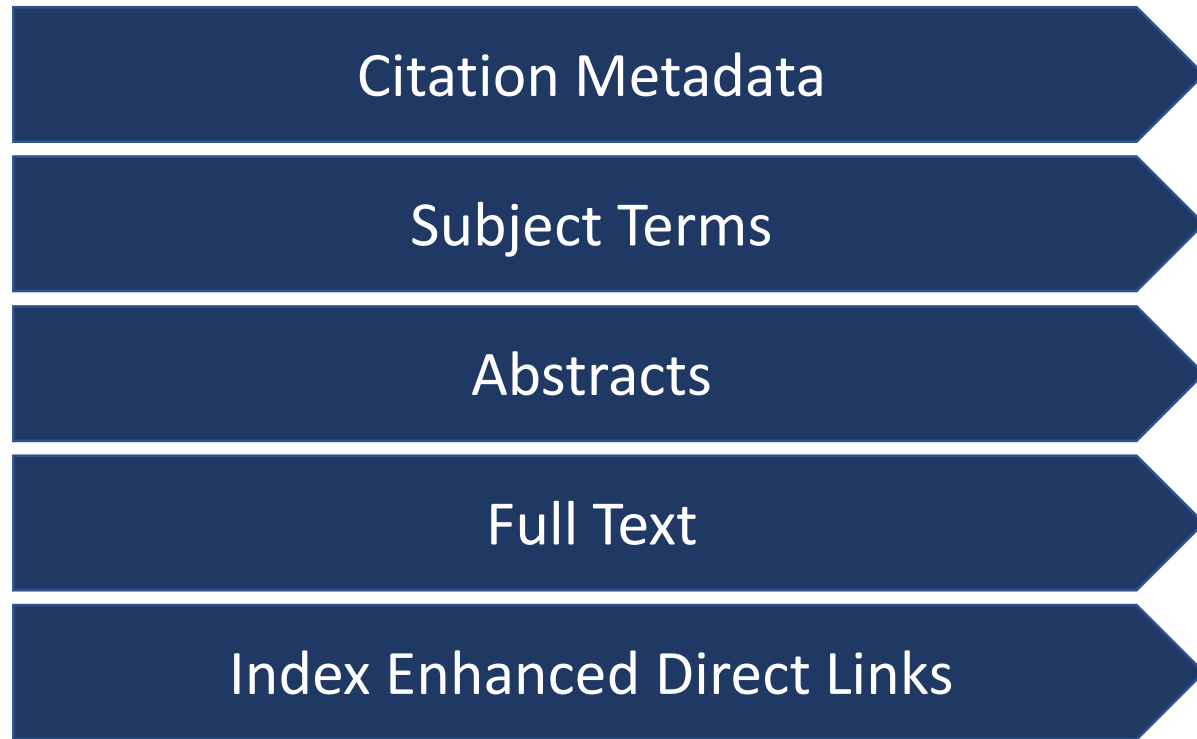 Citation Metadata
Subject Terms
Abstracts
Full Text
Index Enhanced Direct Links